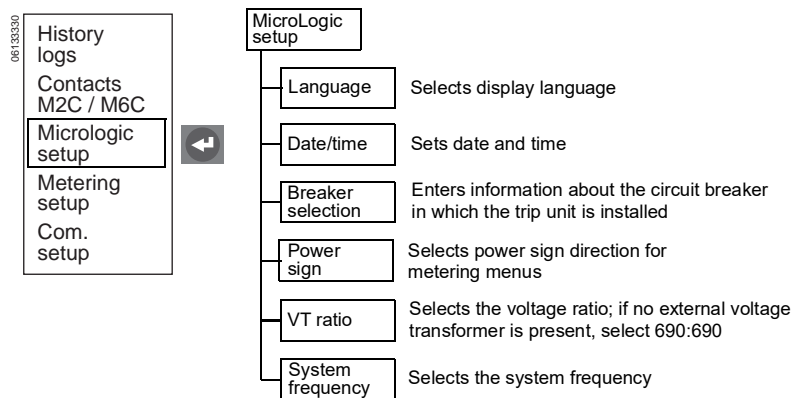 06133330
History
logs
Contacts
M2C / M6C
Micrologic
setup
Metering
setup
Com.
setup
MicroLogic
setup
Language
Selects display language
Date/time
Sets date and time
Breaker
selection
Enters information about the circuit breaker
in which the trip unit is installed
Power
sign
Selects power sign direction for
metering menus
VT ratio
Selects the voltage ratio; if no external voltage
transformer is present, select 690:690
System
frequency
Selects the system frequency